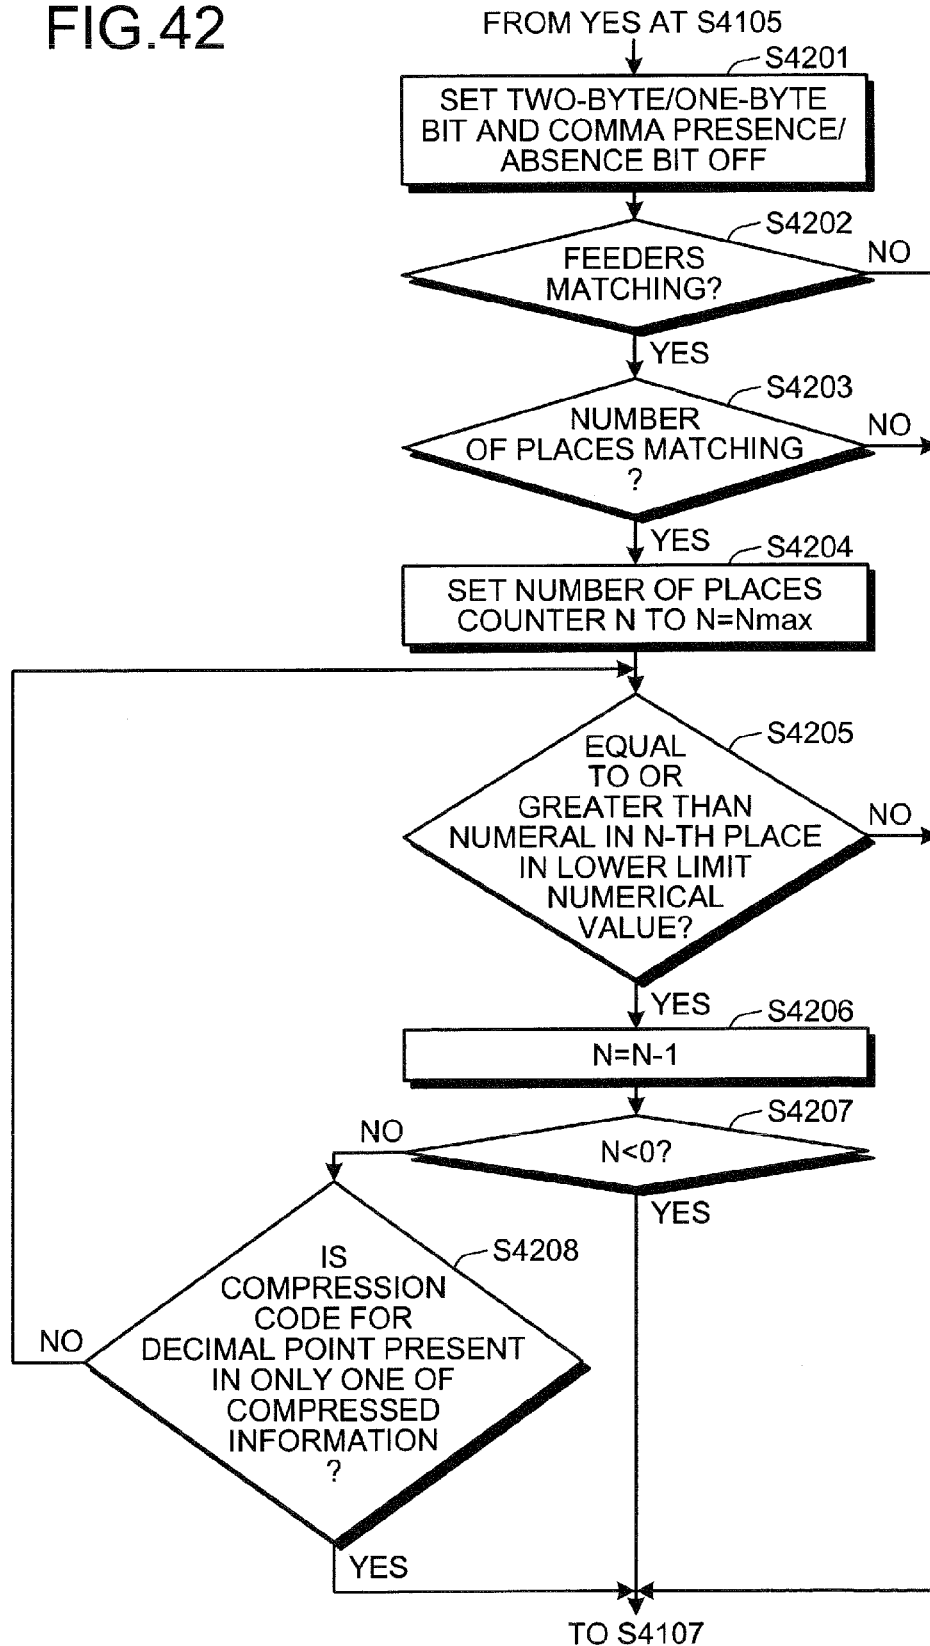 FIG.42
FROM YES AT S4105
S4201
SET TWO-BYTE/ONE-BYTE
BIT AND COMMA PRESENCE/
ABSENCE BIT OFF
S4202
FEEDERS
MATCHING?
NO
YES
S4203
NUMBER
OF PLACES MATCHING
?
NO
YES
S4204
SET NUMBER OF PLACES
COUNTER N TO N=Nmax
S4205
EQUAL
TO OR
GREATER THAN
NUMERAL IN N-TH PLACE
IN LOWER LIMIT
NUMERICAL
VALUE?
NO
YES
S4206
N=N-1
S4207
N<0?
NO
YES
S4208
IS
COMPRESSION
CODE FOR
DECIMAL POINT PRESENT
IN ONLY ONE OF
COMPRESSED
INFORMATION
?
NO
YES
TO S4107